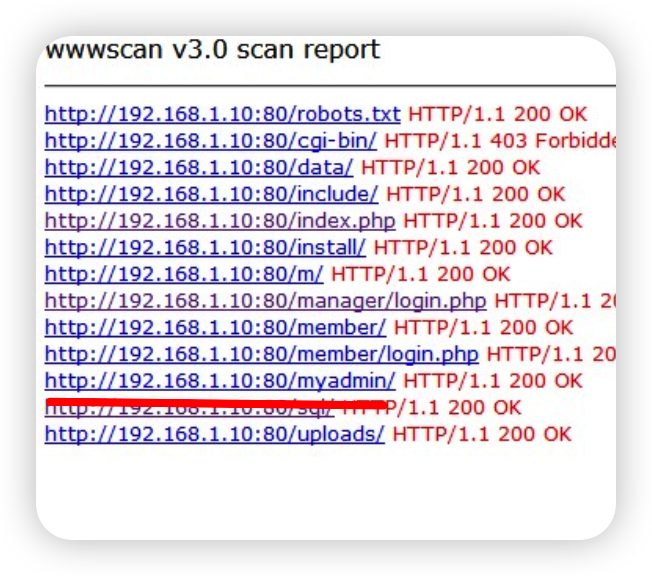 wwwscan v3.0 scan report
http://192.168.1.10:80/robots.txt HTTP/1.1 200 OK
http://192.168.1.10:80/cgi-bin/ HTTP/1.1 403 Forbidde
http://192.168.1.10:80/data/ HTTP/1.1 200 OK
http://192.168.1.10:80/include/ HTTP/1.1 200 OK
http://192.168.1.10:80/index.php HTTP/1.1 200 OK
http://192.168.1.10:80/install/ HTTP/1.1 200 OK
http://192.168.1.10:80/m/ HTTP/1.1 200 OK
http://192.168.1.10:80/manager/login.php HTTP/1.1 20
http://192.168.1.10:80/member/ HTTP/1.1 200 OK
http://192.168.1.10:80/member/login.php HTTP/1.1 20
http://192.168.1.10:80/myadmin/ HTTP/1.1 200 OK
http://192.168.1.10:80/sql/ HTTP/1.1 200 OK
http://192.168.1.10:80/uploads/ HTTP/1.1 200 OK